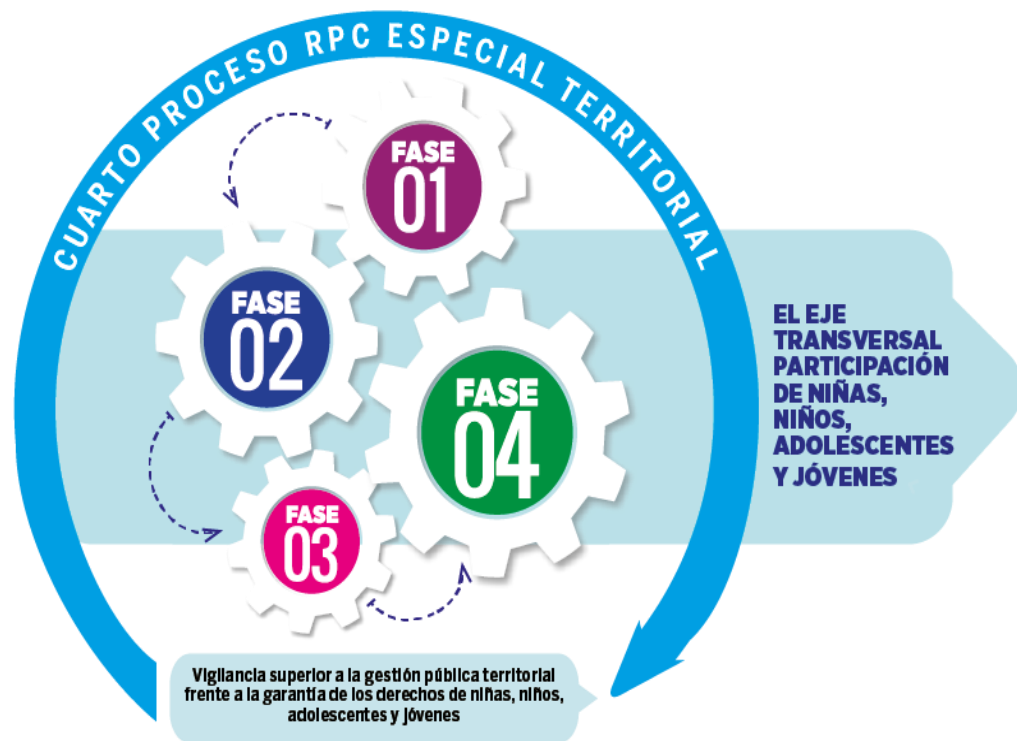 CUARTO PROCESO RPC ESPECIAL TERRITORIAL
FASE
01
FASE
02
FASE
03
FASE
04
EL EJE
TRANSVERSAL
PARTICIPACIÓN
DE NIÑAS,
NIÑOS,
ADOLESCENTES
Y JÓVENES
Vigilancia superior a la gestión pública territorial
frente a la garantía de los derechos de niñas, niños,
adolescentes y jóvenes